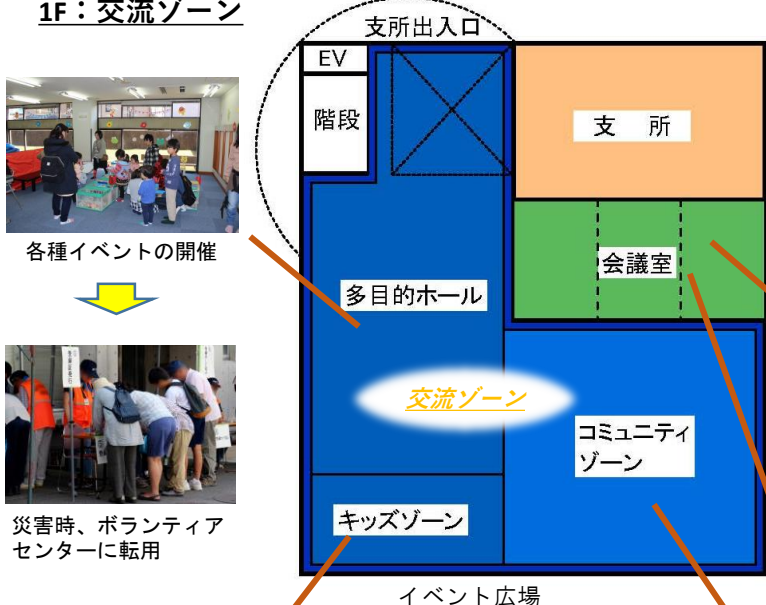 1F：交流ゾーン
支所出入口
EV
階段
支　所
各種イベントの開催
会議室
多目的ホール
交流ゾーン
コミュニティ
ゾーン
キッズゾーン
災害時、ボランティア
センターに転用
イベント広場